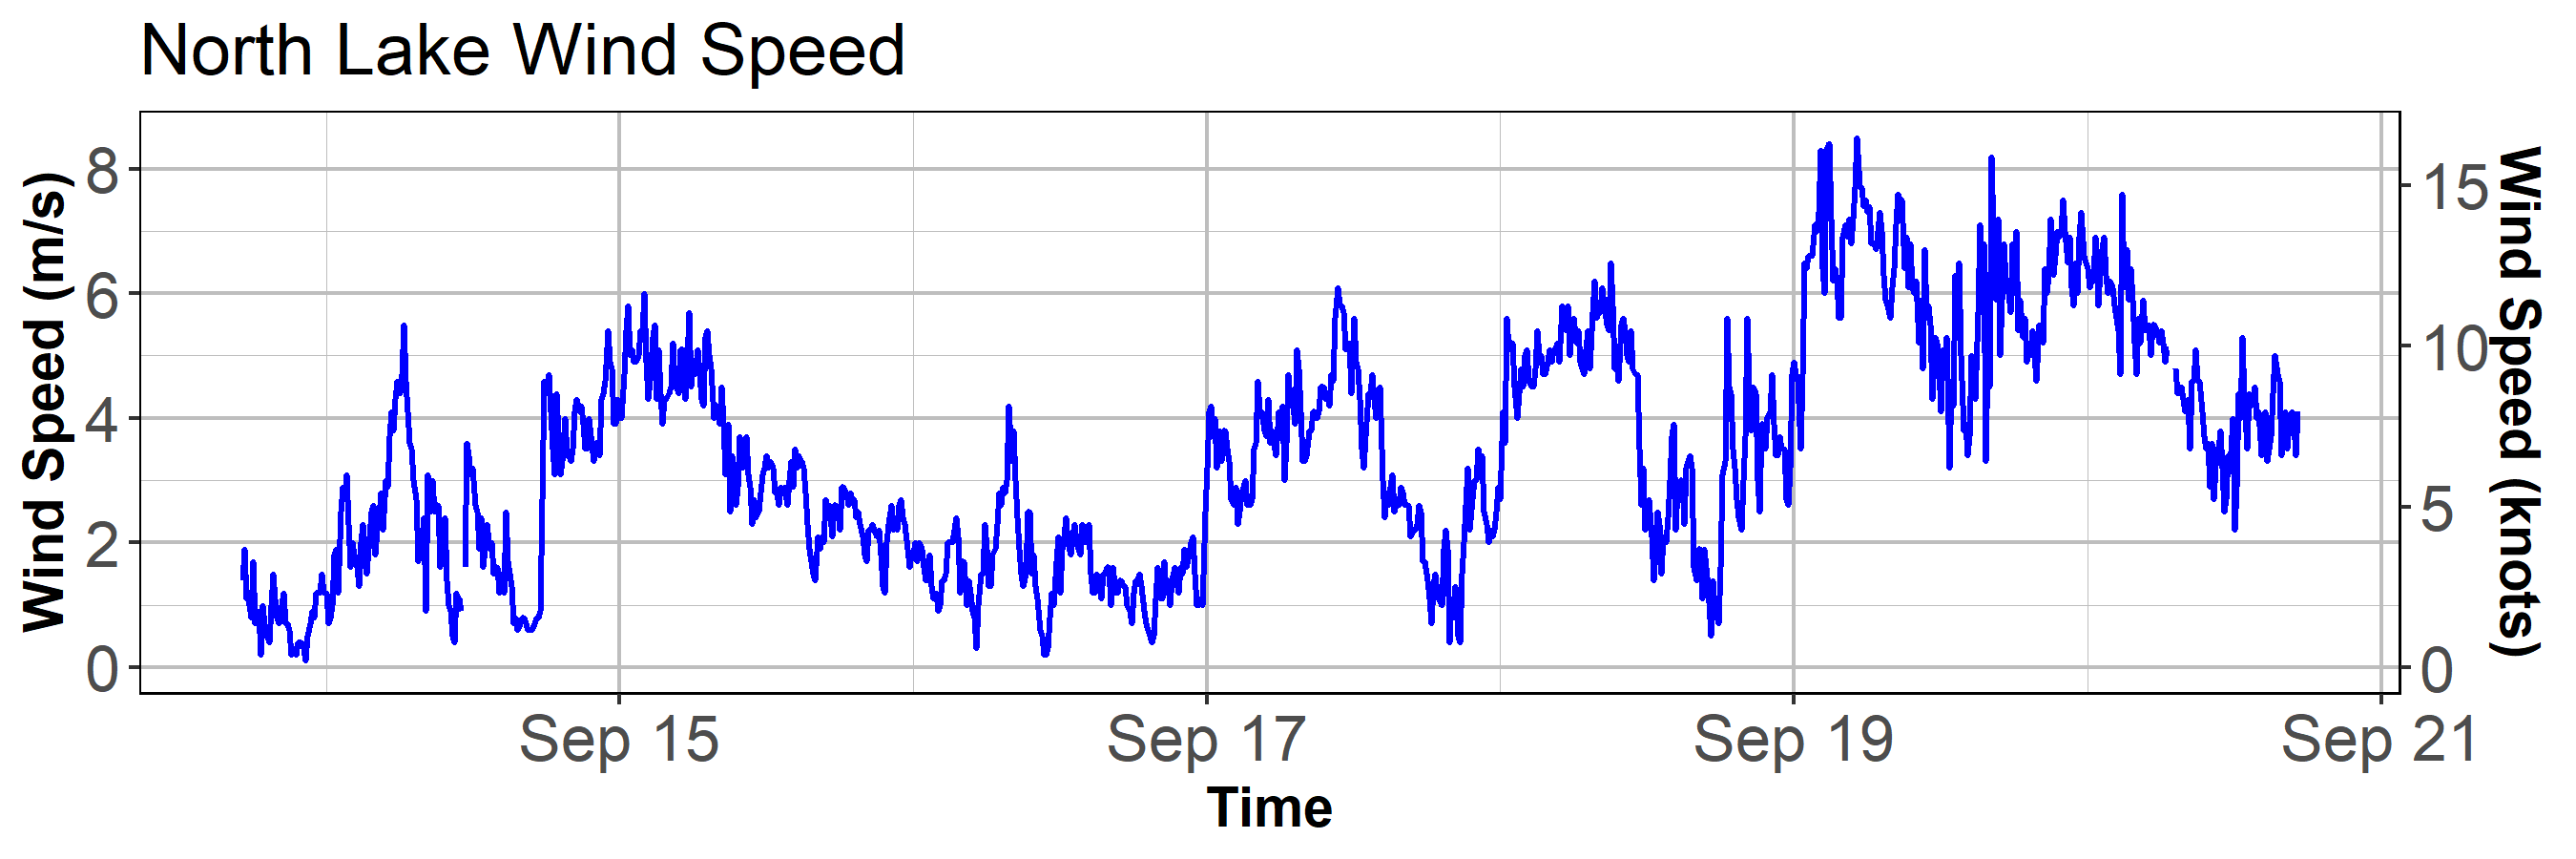 North Lake Wind Speed
Wind Speed (m/s)
8
6
4
2
0
15
10
5
0
Wind Speed (knots)
Sep 15
Sep 17
Sep 19
Sep 21
Time